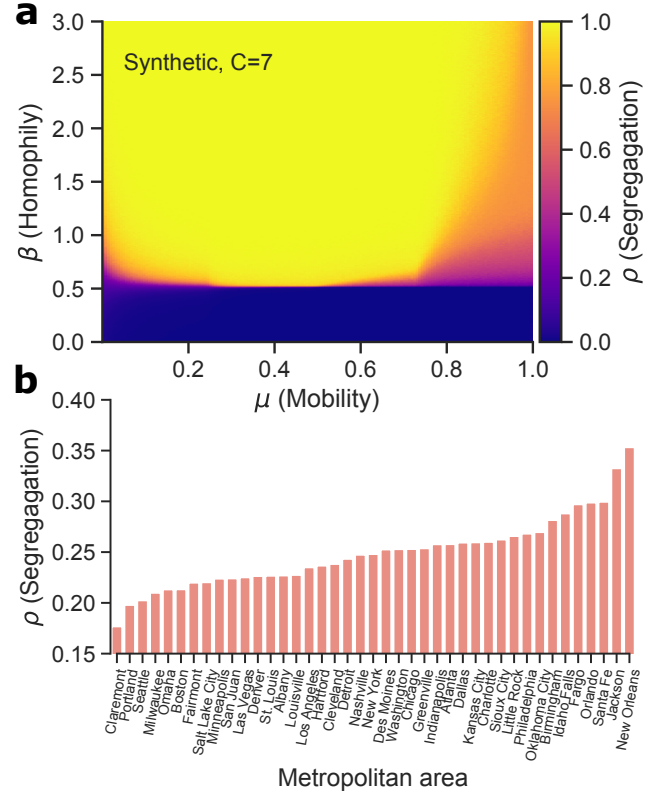 a
3.0
2.5
2.0
1.5
1.0
0.5
0.0
β (Homophily)
Synthetic, C=7
0.2
0.4
0.6
0.8
1.0
μ (Mobility)
1.0
0.8
0.6
0.4
0.2
0.0
ρ (Segregagation)
b
0.40
0.35
0.30
0.25
0.20
0.15
ρ (Segregagation)
Claremont
Portland
Seattle
Milwaukee
Omaha
Boston
Fairmont
Salt Lake City
Minneapolis
San Juan
Las Vegas
Denver
St. Louis
Albany
Louisville
Los Angeles
Hartford
Cleveland
Detroit
Nashville
New York
Des Moines
Washington
Chicago
Greenville
Indianapolis
Atlanta
Dallas
Kansas City
Charlotte
Sioux City
Little Rock
Philadelphia
Oklahoma City
Birmingham
Idaho Falls
Fargo
Orlando
Santa Fe
Jackson
New Orleans
Metropolitan area